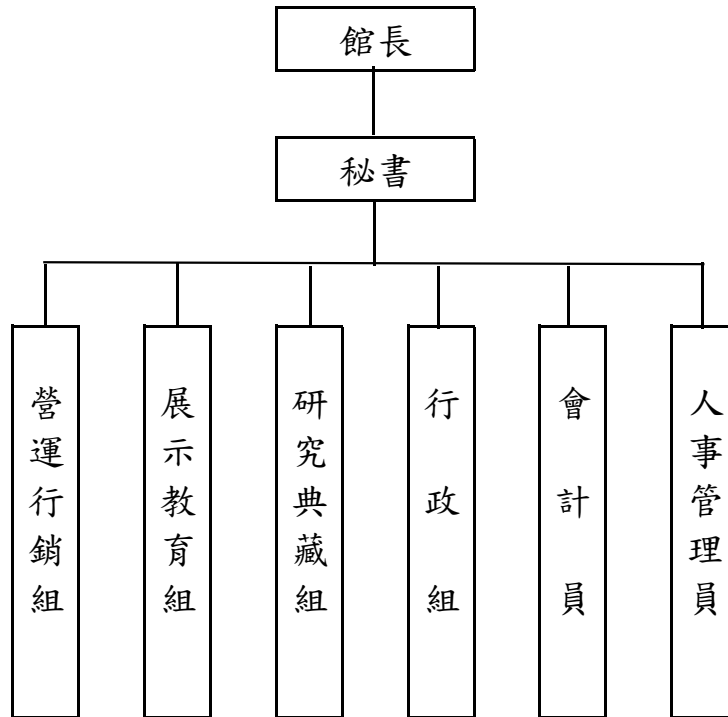 館長
秘書
營運行銷組
展示教育組
研究典藏組
行政組
會計員
人事管理員